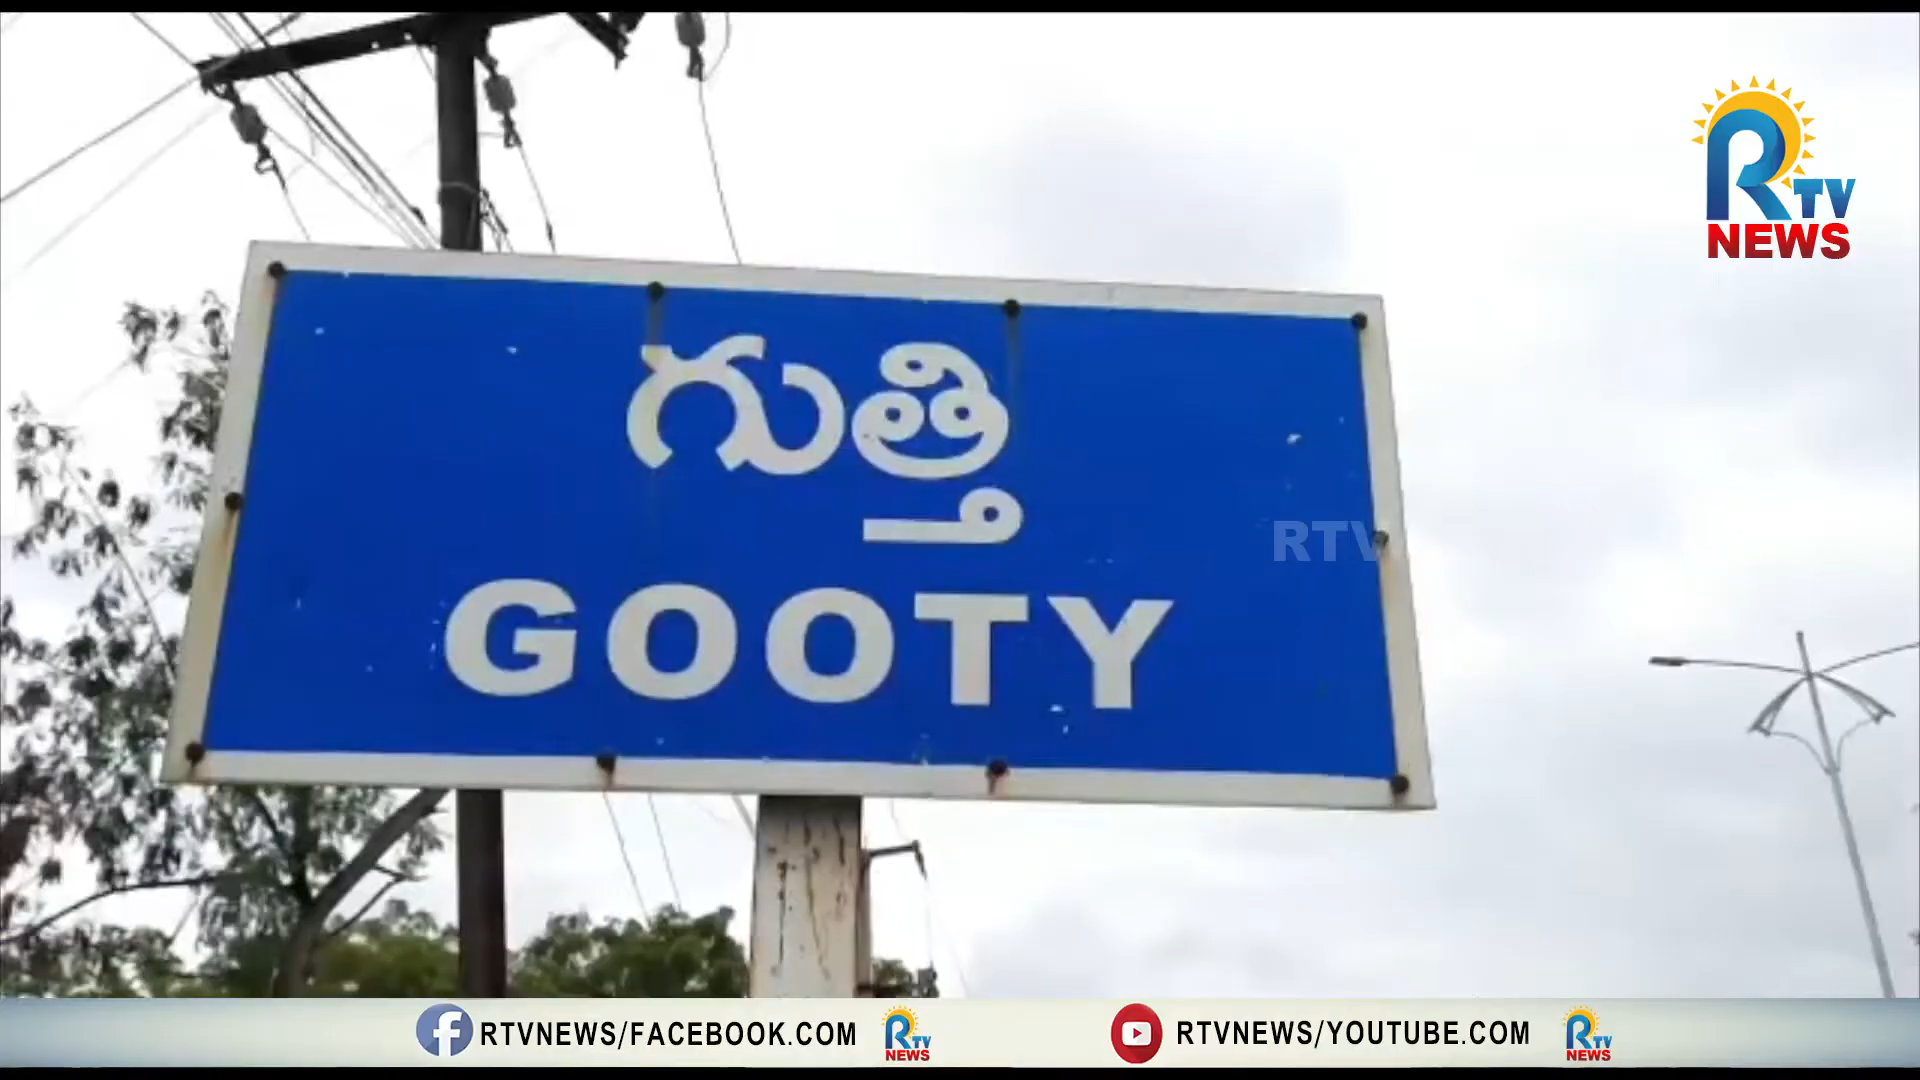 RTV
NEWS
గుత్తి
RTV
GOOTY
RTVNEWS/FACEBOOK.COM
RTV
NEWS
RTVNEWS/YOUTUBE.COM
RTV
NEWS